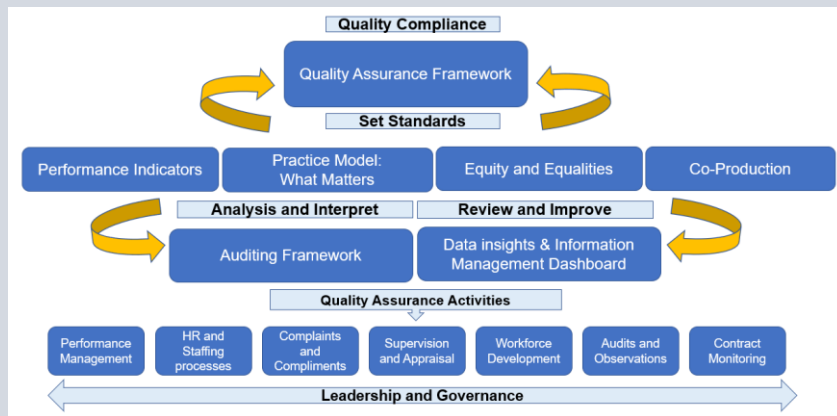 Quality Compliance
Quality Assurance Framework
Set Standards
Performance Indicators
Practice Model:
What Matters
Equity and Equalities
Co-Production
Analysis and Interpret
Review and Improve
Auditing Framework
Data insights & Information
Management Dashboard
Quality Assurance Activities
Performance
Management
HR and
Staffing
processes
Complaints
and
Compliments
Supervision
and Appraisal
Workforce
Development
Audits and
Observations
Contract
Monitoring
Leadership and Governance